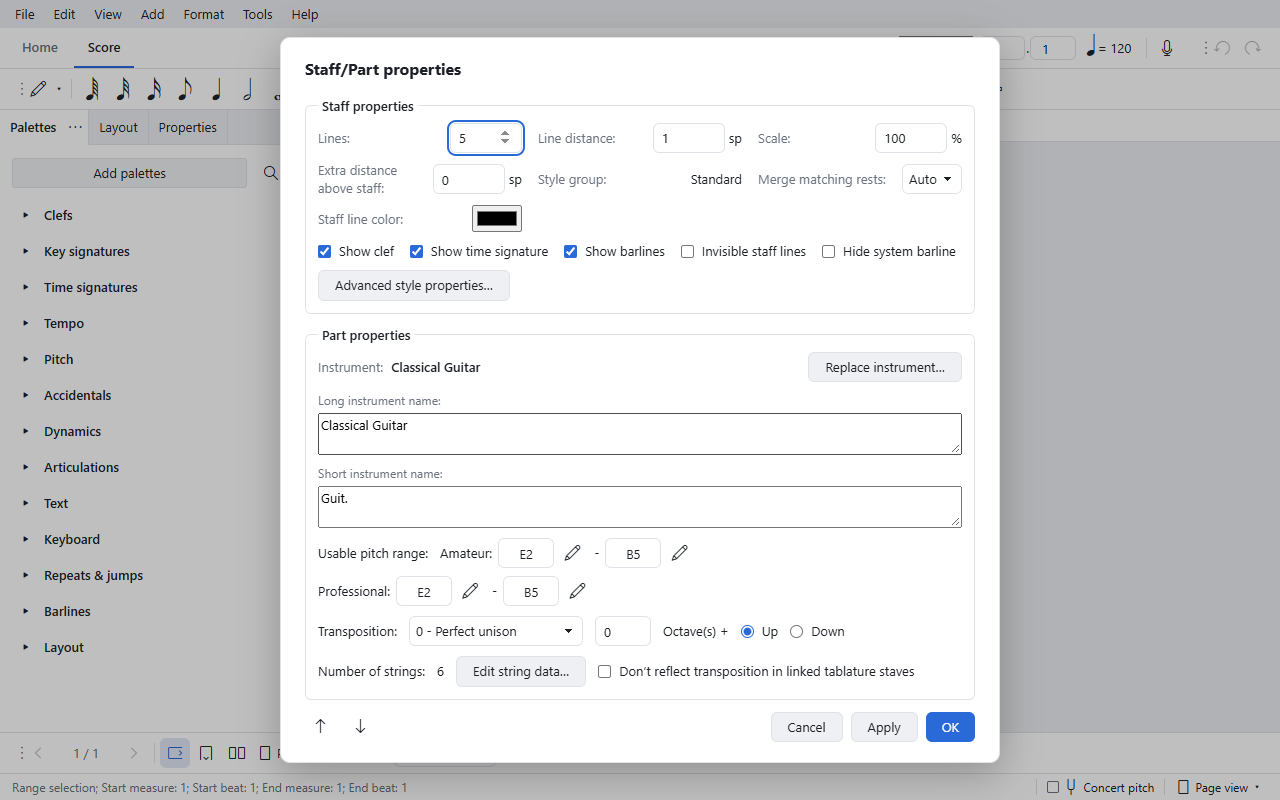 File Edit View Add Format Tools Help
Home Score
1 = 120
Palettes Layout Properties
Add palettes
Clefs
Key signatures
Time signatures
Tempo
Pitch
Accidentals
Dynamics
Articulations
Text
Keyboard
Repeats & jumps
Barlines
Layout
Staff/Part properties
Staff properties
Lines: 5 Line distance: 1 sp Scale: 100 %
Extra distance
above staff: 0 sp Style group: Standard Merge matching rests: Auto
Staff line color:
Show clef Show time signature Show barlines Invisible staff lines Hide system barline
Advanced style properties...
Part properties
Instrument: Classical Guitar Replace instrument...
Long instrument name:
Classical Guitar
Short instrument name:
Guit.
Usable pitch range: Amateur: E2 - B5
Professional: E2 - B5
Transposition: 0 - Perfect unison 0 Octave(s) + Up Down
Number of strings: 6 Edit string data... Don't reflect transposition in linked tablature staves
Cancel Apply OK
1 / 1
Range selection; Start measure: 1; Start beat: 1; End measure: 1; End beat: 1
Concert pitch Page view